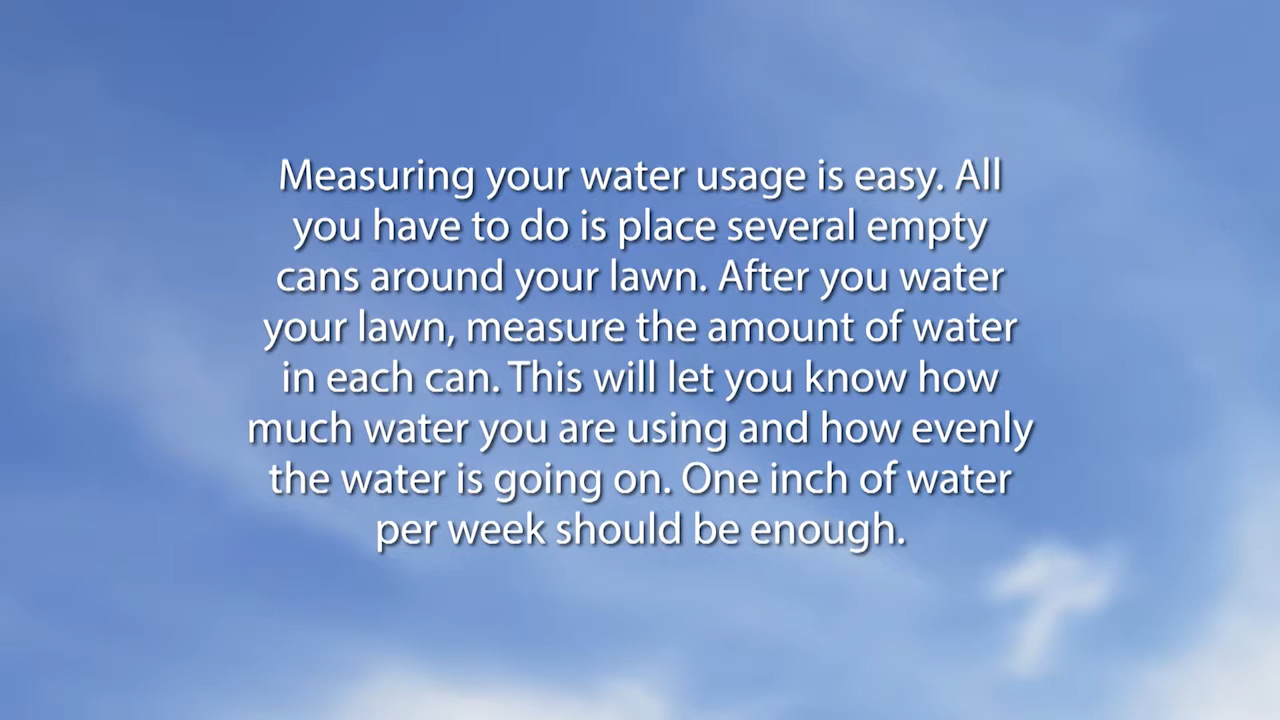 Measuring your water usage is easy. All
you have to do is place several empty
cans around your lawn. After you water
your lawn, measure the amount of water
in each can. This will let you know how
much water you are using and how evenly
the water is going on. One inch of water
per week should be enough.